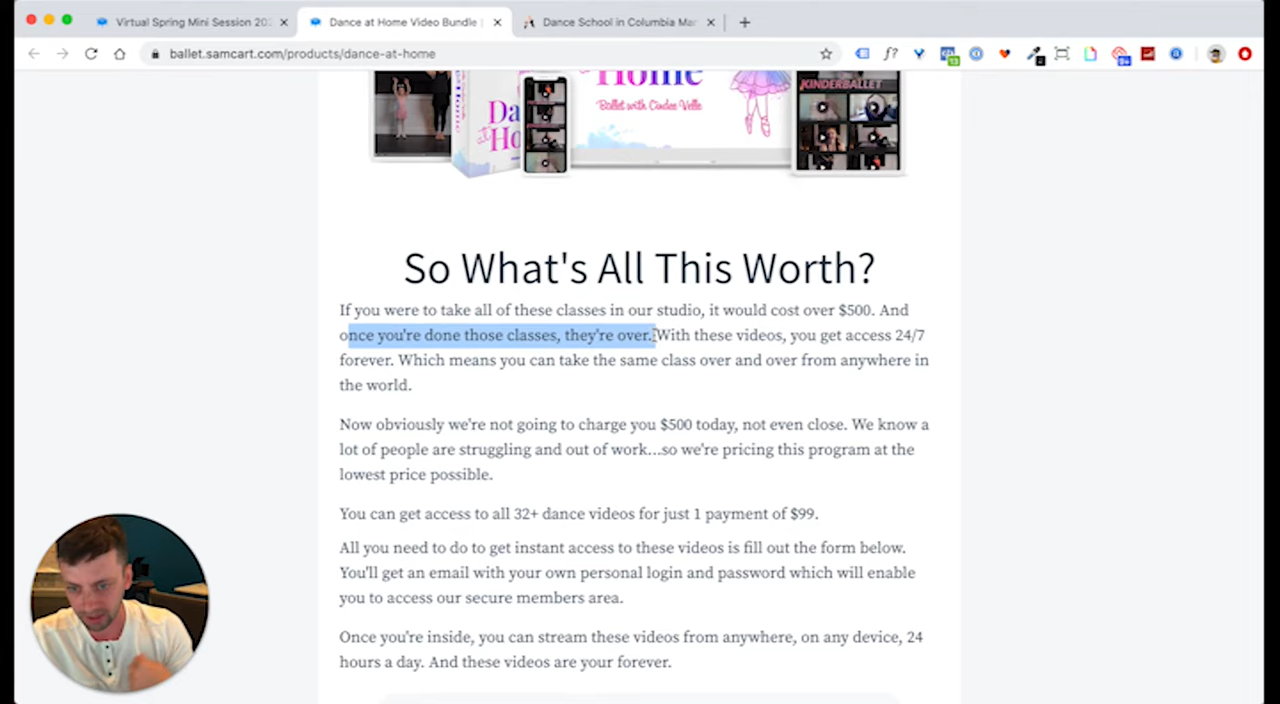 Virtual Spring Mini Session 202
Dance at Home Video Bundle |
Dance School in Columbia Mar
ballet.samcart.com/products/dance-at-home
f?
13
9+
Da
Ho
Home
Ballet with Cindee Velle
KINDERBALLET
So What's All This Worth?
If you were to take all of these classes in our studio, it would cost over $500. And
once you're done those classes, they're over. With these videos, you get access 24/7
forever. Which means you can take the same class over and over from anywhere in
the world.
Now obviously we're not going to charge you $500 today, not even close. We know a
lot of people are struggling and out of work...so we're pricing this program at the
lowest price possible.
You can get access to all 32+ dance videos for just 1 payment of $99.
All you need to do to get instant access to these videos is fill out the form below.
You'll get an email with your own personal login and password which will enable
you to access our secure members area.
Once you're inside, you can stream these videos from anywhere, on any device, 24
hours a day. And these videos are your forever.